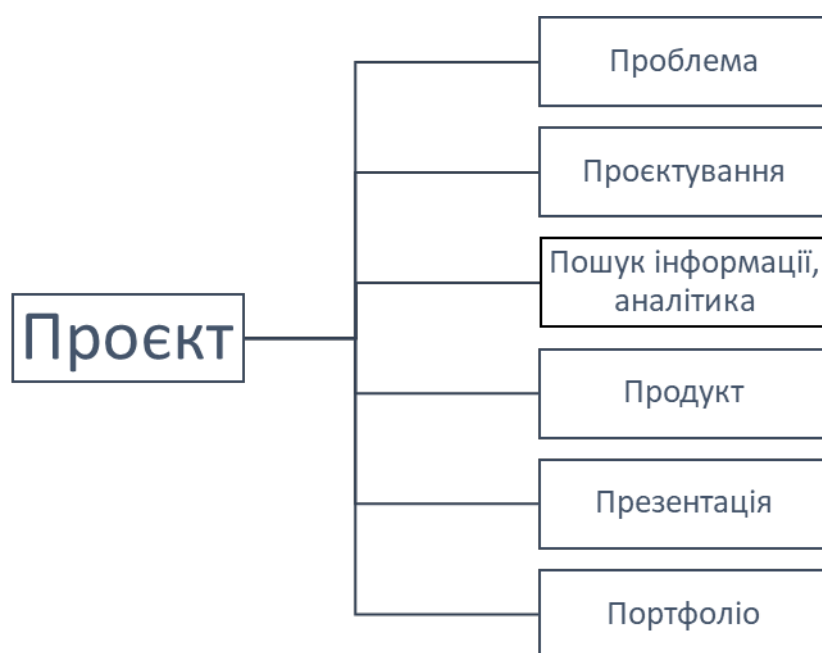 Проєкт
Проблема
Проєктування
Пошук інформації,
аналітика
Продукт
Презентація
Портфоліо